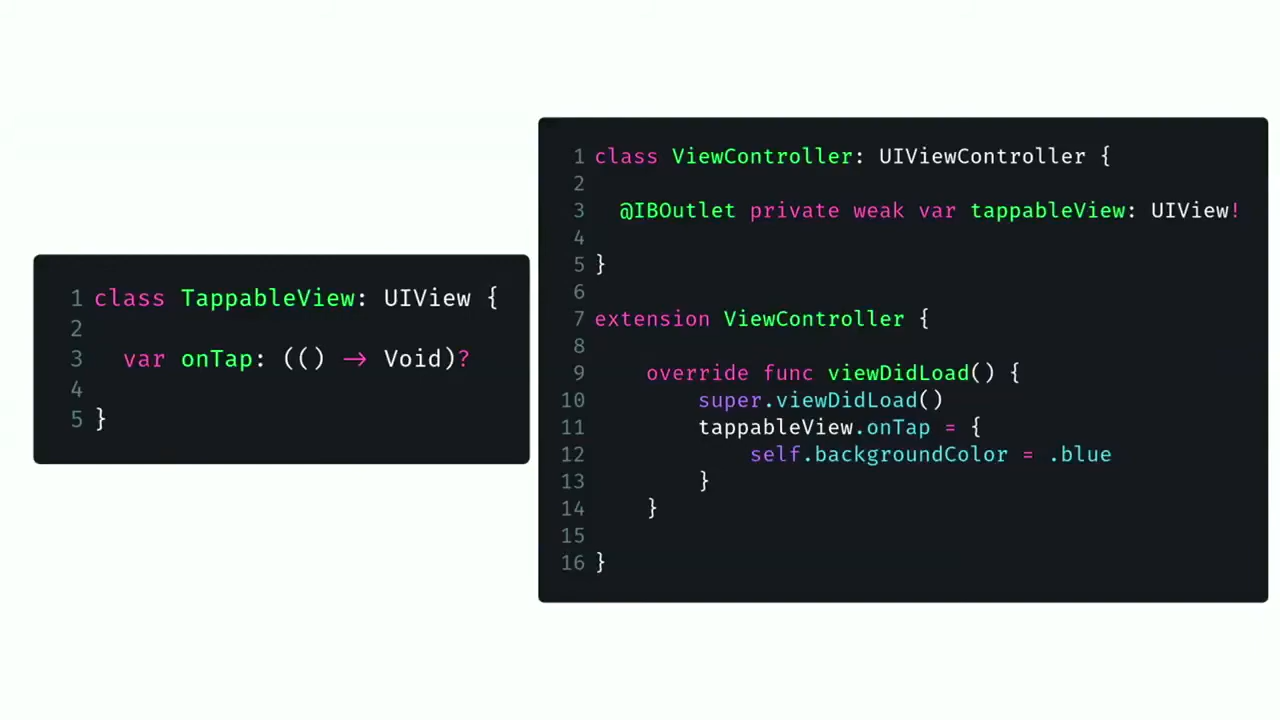 1 class TappableView: UIView {
2
3 var onTap: (() -> Void)?
4
5 }
1 class ViewController: UIViewController {
2
3 @IBOutlet private weak var tappableView: UIView!
4
5 }
6
7 extension ViewController {
8
9 override func viewDidLoad() {
10 super.viewDidLoad()
11 tappableView.onTap = {
12 self.backgroundColor = .blue
13 }
14 }
15
16 }